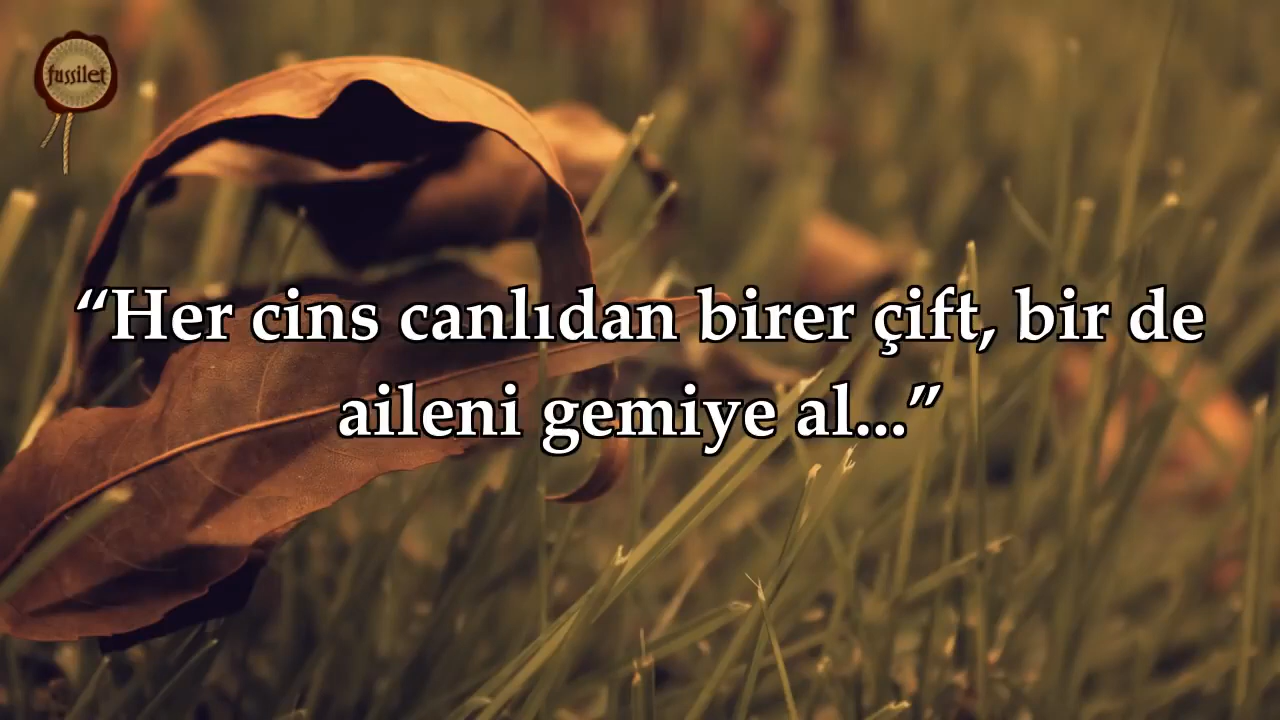 fussilet
“Her cins canlıdan birer çift, bir de
aileni gemiye al...”